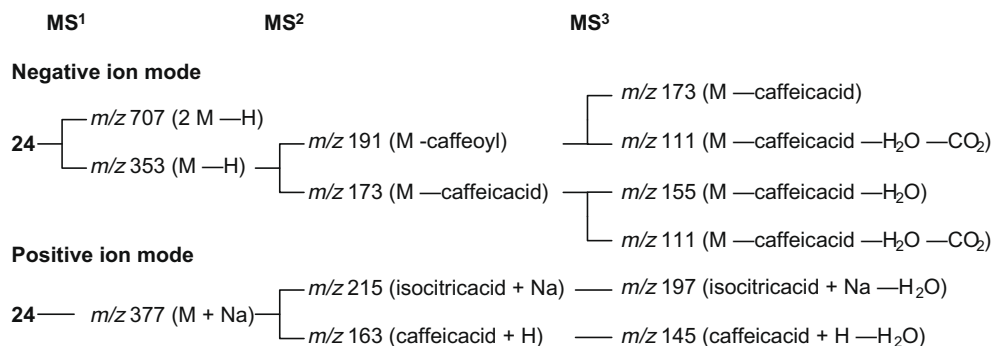 MS¹ MS² MS³
Negative ion mode
m/z 173 (M —caffeicacid)
m/z 707 (2 M —H)
24 m/z 191 (M -caffeoyl) m/z 111 (M —caffeicacid —H₂O —CO₂)
m/z 353 (M —H)
m/z 173 (M —caffeicacid) m/z 155 (M —caffeicacid —H₂O)
m/z 111 (M —caffeicacid —H₂O —CO₂)
Positive ion mode
m/z 215 (isocitricacid + Na) m/z 197 (isocitricacid + Na —H₂O)
24 m/z 377 (M + Na)
m/z 163 (caffeicacid + H) m/z 145 (caffeicacid + H —H₂O)